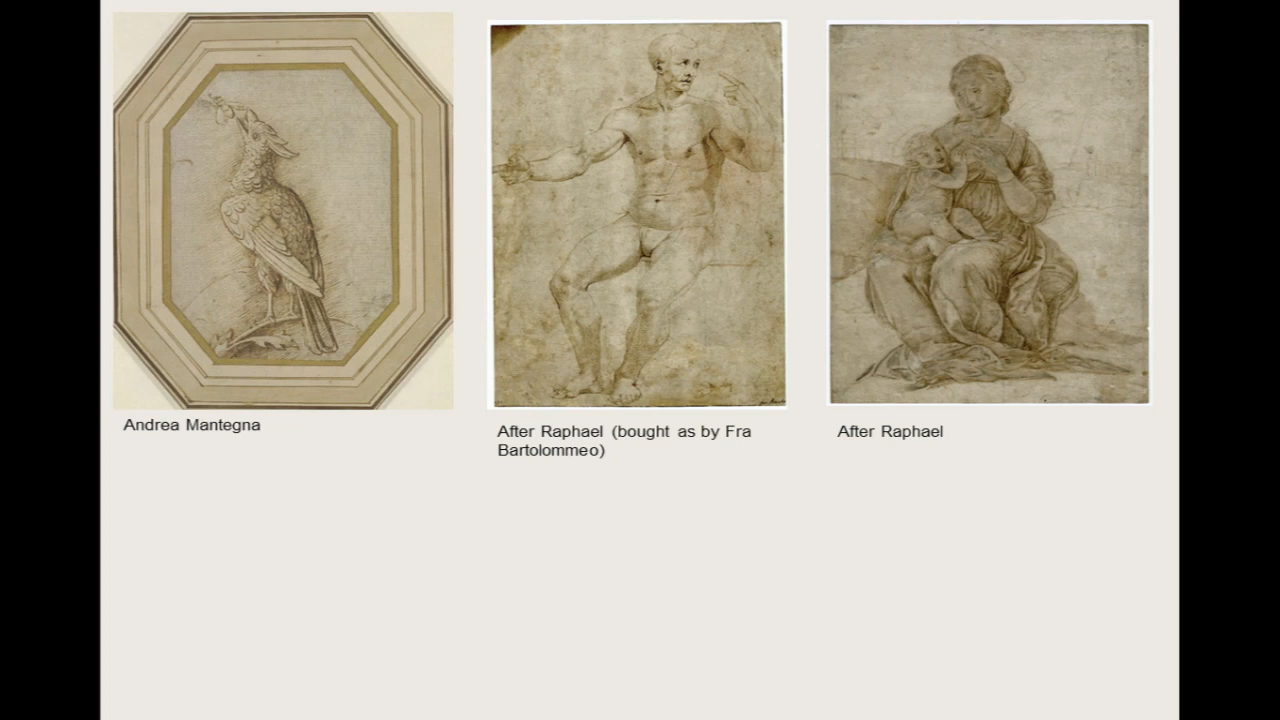 Andrea Mantegna
After Raphael (bought as by Fra
Bartolommeo)
After Raphael